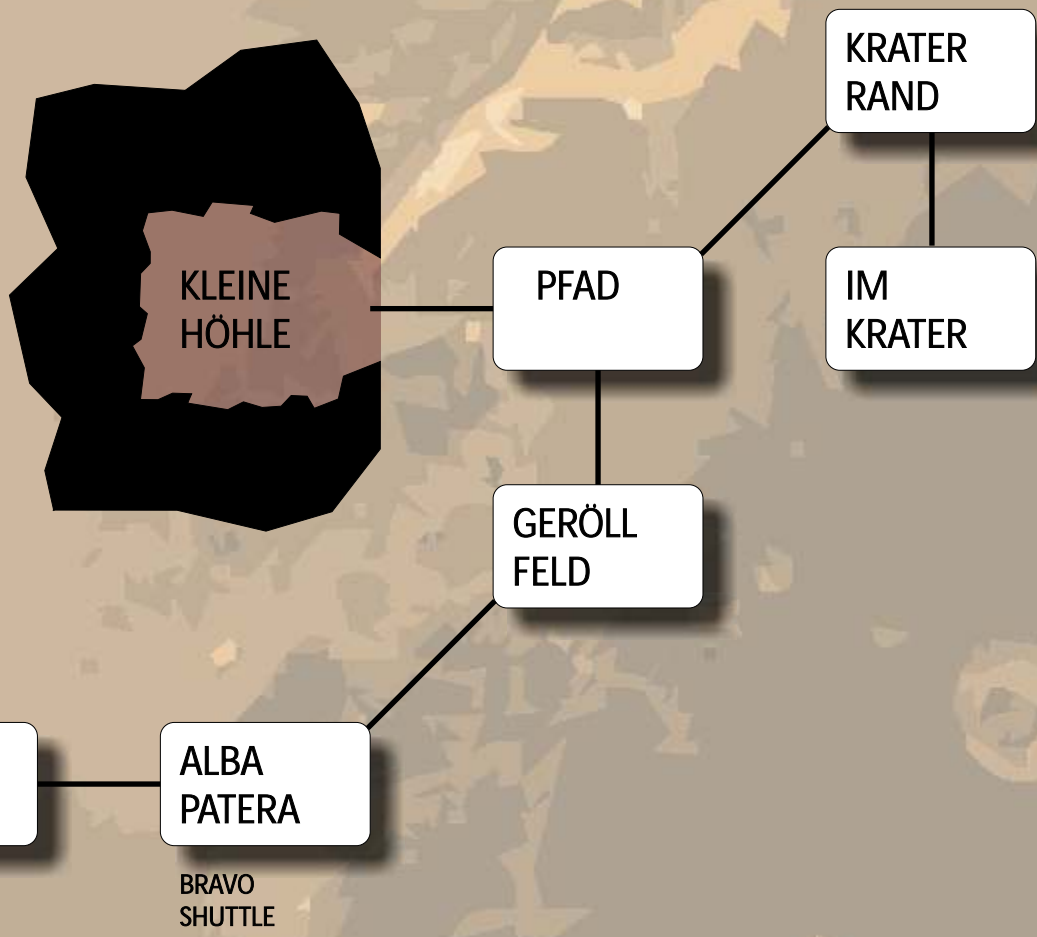 KRATER
RAND
KLEINE
HÖHLE
PFAD
IM
KRATER
GERÖLL
FELD
ALBA
PATERA
BRAVO
SHUTTLE